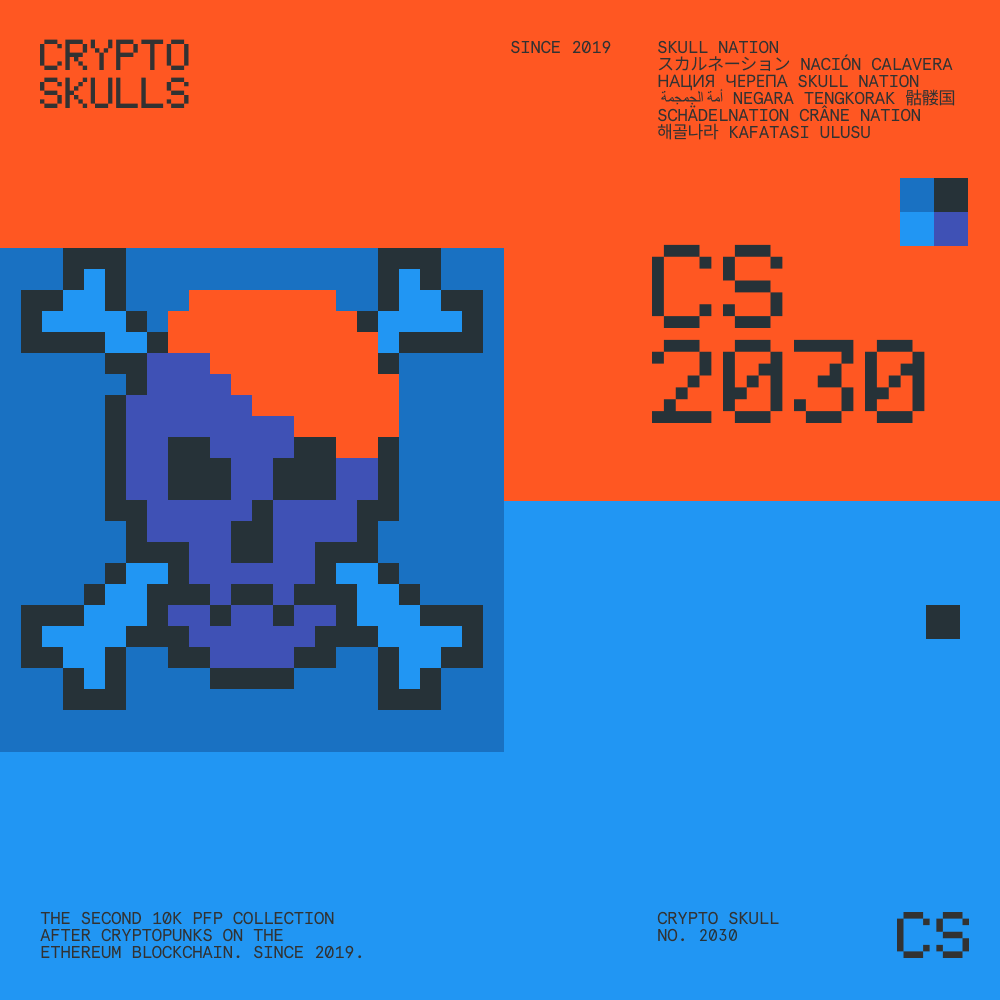 CRYPTO
SKULLS
SINCE 2019
SKULL NATION
スカルネーション NACIÓN CALAVERA
НАЦИЯ ЧЕРЕПА SKULL NATION
أمة الجمجمة NEGARA TENGKORAK 骷髅国
SCHÄDELNATION CRÂNE NATION
해골나라 KAFATASI ULUSU
CS
2030
THE SECOND 10K PFP COLLECTION
AFTER CRYPTOPUNKS ON THE
ETHEREUM BLOCKCHAIN. SINCE 2019.
CRYPTO SKULL
NO. 2030
CS